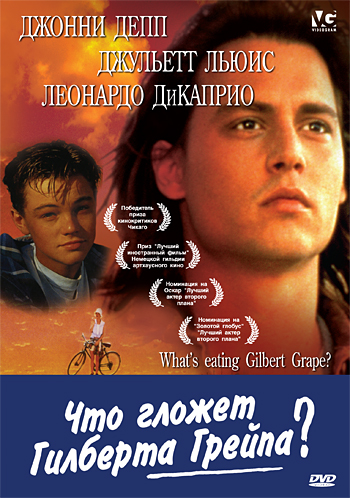 ДЖОННИ ДЕПП
VG
VIDEOGRAM
ДЖУЛЬЕТТ ЛЬЮИС
ЛЕОНАРДО ДиКАПРИО
Победитель
приза
кинокритиков
Чикаго
Приз "Лучший
иностранный фильм"
Немецкой гильдии
артхаусного кино
Номинация на
Оскар "Лучший
актер второго
плана"
Номинация на
"Золотой глобус"
"Лучший актер
второго плана"
What's eating Gilbert Grape?
Что гложет
Гилберта Грейпа?
DVD